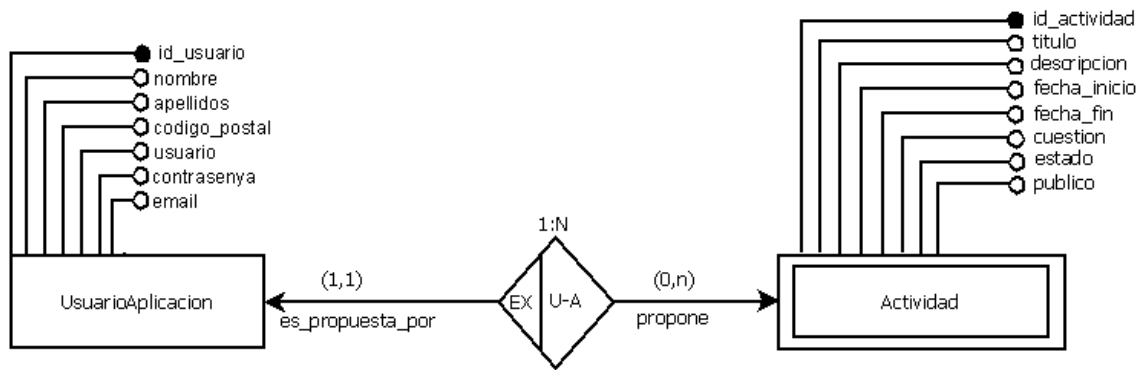 id_usuario
nombre
apellidos
codigo_postal
usuario
contrasenya
email
id_actividad
titulo
descripcion
fecha_inicio
fecha_fin
cuestion
estado
publico
1:N
(1,1)
(0,n)
UsuarioAplicacion
EX
U-A
Actividad
es_propuesta_por
propone